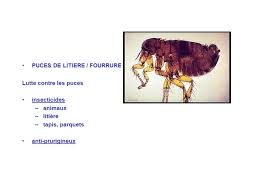 • PUCES DE LITIERE / FOURRURE
Lutte contre les puces
• insecticides
– animaux
– litière
– tapis, parquets
• anti-prurigineux